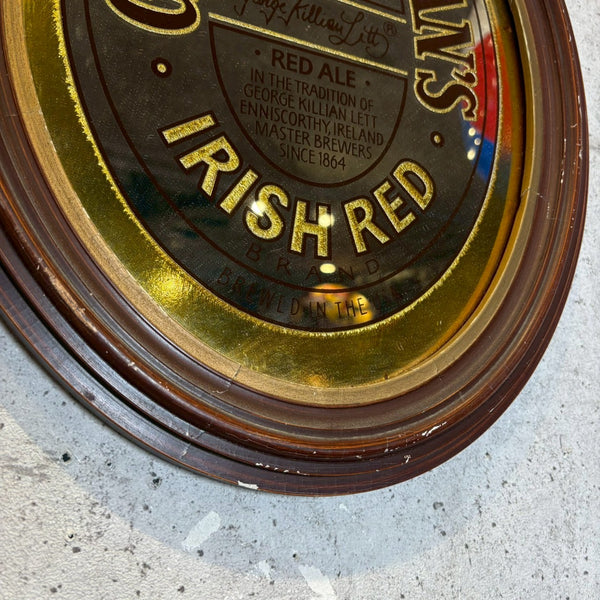 George Killian Lett ®
RED ALE
IN THE TRADITION OF
GEORGE KILLIAN LETT
ENNISCORTHY, IRELAND
MASTER BREWERS
SINCE 1864
IRISH RED
BRAND
IN THE